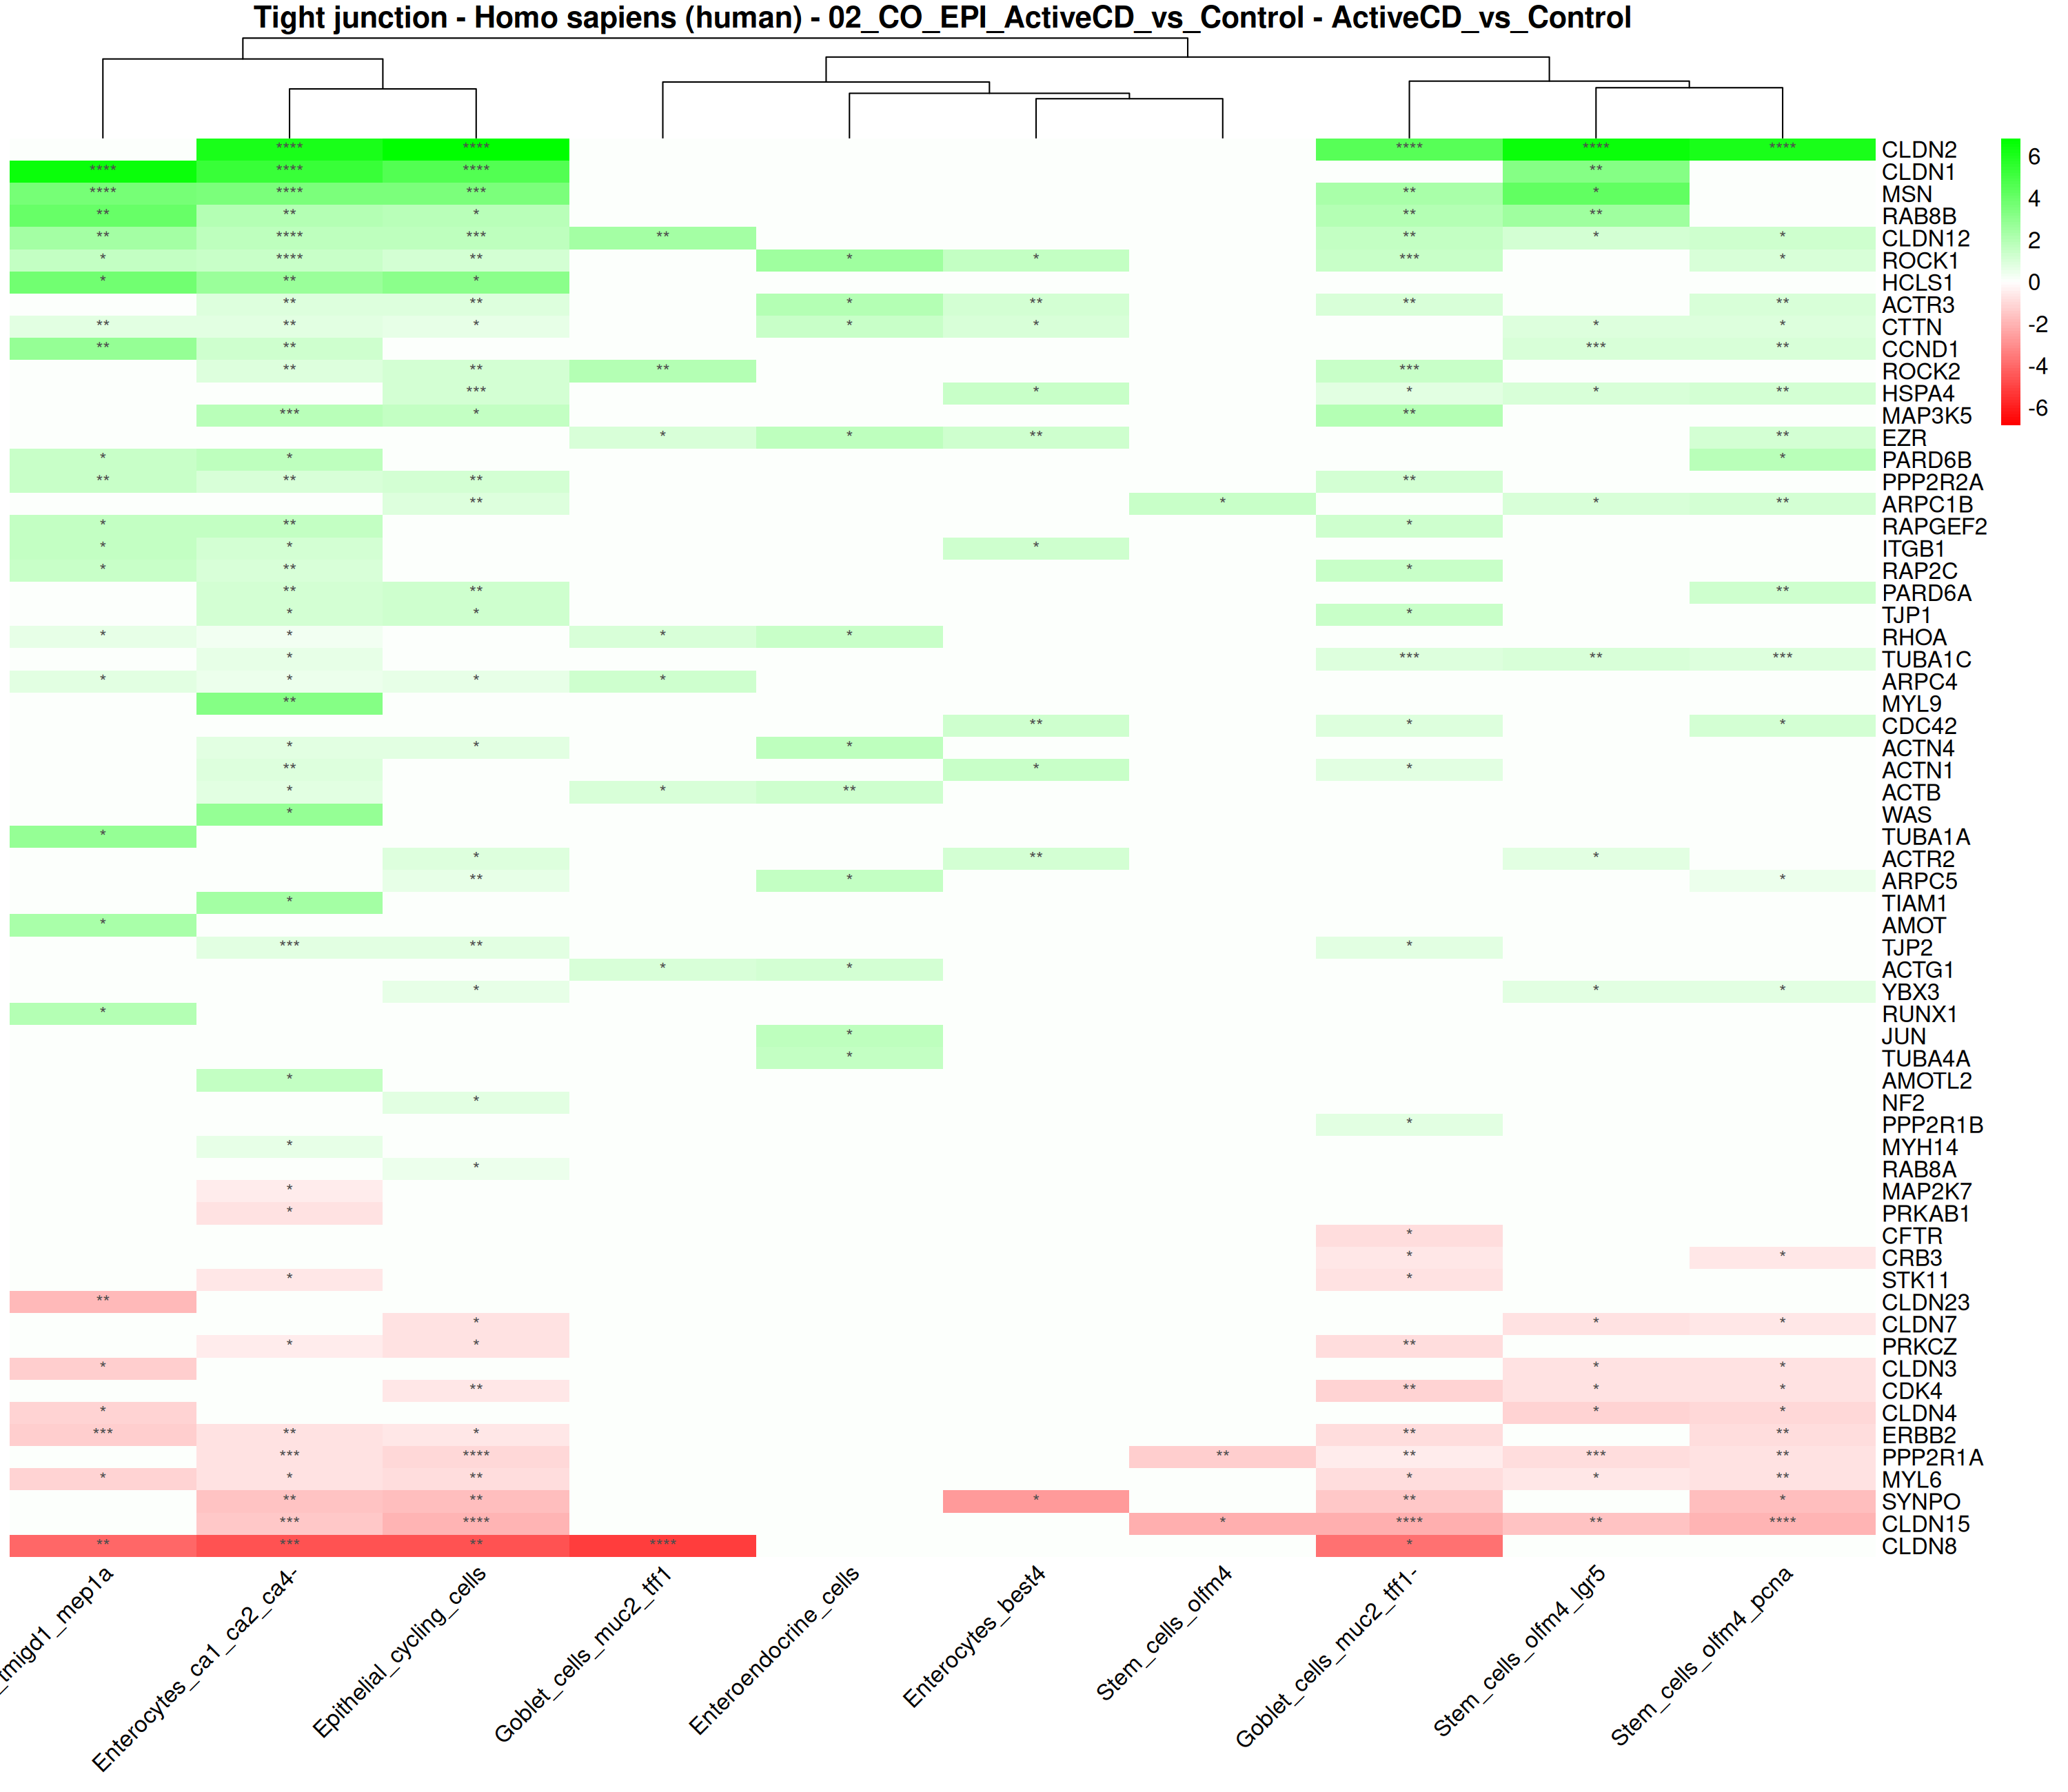 Tight junction - Homo sapiens (human) - 02_CO_EPI_ActiveCD_vs_Control - ActiveCD_vs_Control
**** **** **** **** **** CLDN2
**** **** **** ** CLDN1
**** **** *** ** * MSN
** ** * ** ** RAB8B
** **** *** ** ** * * CLDN12
* **** ** * * *** * ROCK1
* ** * HCLS1
** ** * ** ** ** ACTR3
** ** * * * * * CTTN
** ** *** ** CCND1
** ** ** *** ROCK2
*** * * * ** HSPA4
*** * ** MAP3K5
* * ** ** EZR
* * * PARD6B
** ** ** ** PPP2R2A
** * * ** ARPC1B
* ** * RAPGEF2
* * * ITGB1
* ** * RAP2C
** ** ** PARD6A
* * * TJP1
* * * * RHOA
* *** ** *** TUBA1C
* * * * ARPC4
** MYL9
** * * CDC42
* * * ACTN4
** * * ACTN1
* * ** ACTB
* WAS
* TUBA1A
* ** * ACTR2
** * * ARPC5
* TIAM1
* AMOT
*** ** * TJP2
* * ACTG1
* * * YBX3
* RUNX1
* JUN
* TUBA4A
* AMOTL2
* NF2
* PPP2R1B
* MYH14
* RAB8A
* MAP2K7
* PRKAB1
* CFTR
* * CRB3
* * STK11
** CLDN23
* * * CLDN7
* * ** PRKCZ
* * * CLDN3
** ** * * CDK4
* * * CLDN4
*** ** * ** ** ERBB2
*** **** ** ** *** ** PPP2R1A
* * ** * * ** MYL6
** ** * ** * SYNPO
*** **** * **** ** **** CLDN15
** *** ** **** * CLDN8
6
4
2
0
-2
-4
-6
_tmigd1_mep1a
Enterocytes_ca1_ca2_ca4-
Epithelial_cycling_cells
Goblet_cells_muc2_tff1
Enteroendocrine_cells
Enterocytes_best4
Stem_cells_olfm4
Goblet_cells_muc2_tff1-
Stem_cells_olfm4_lgr5
Stem_cells_olfm4_pcna